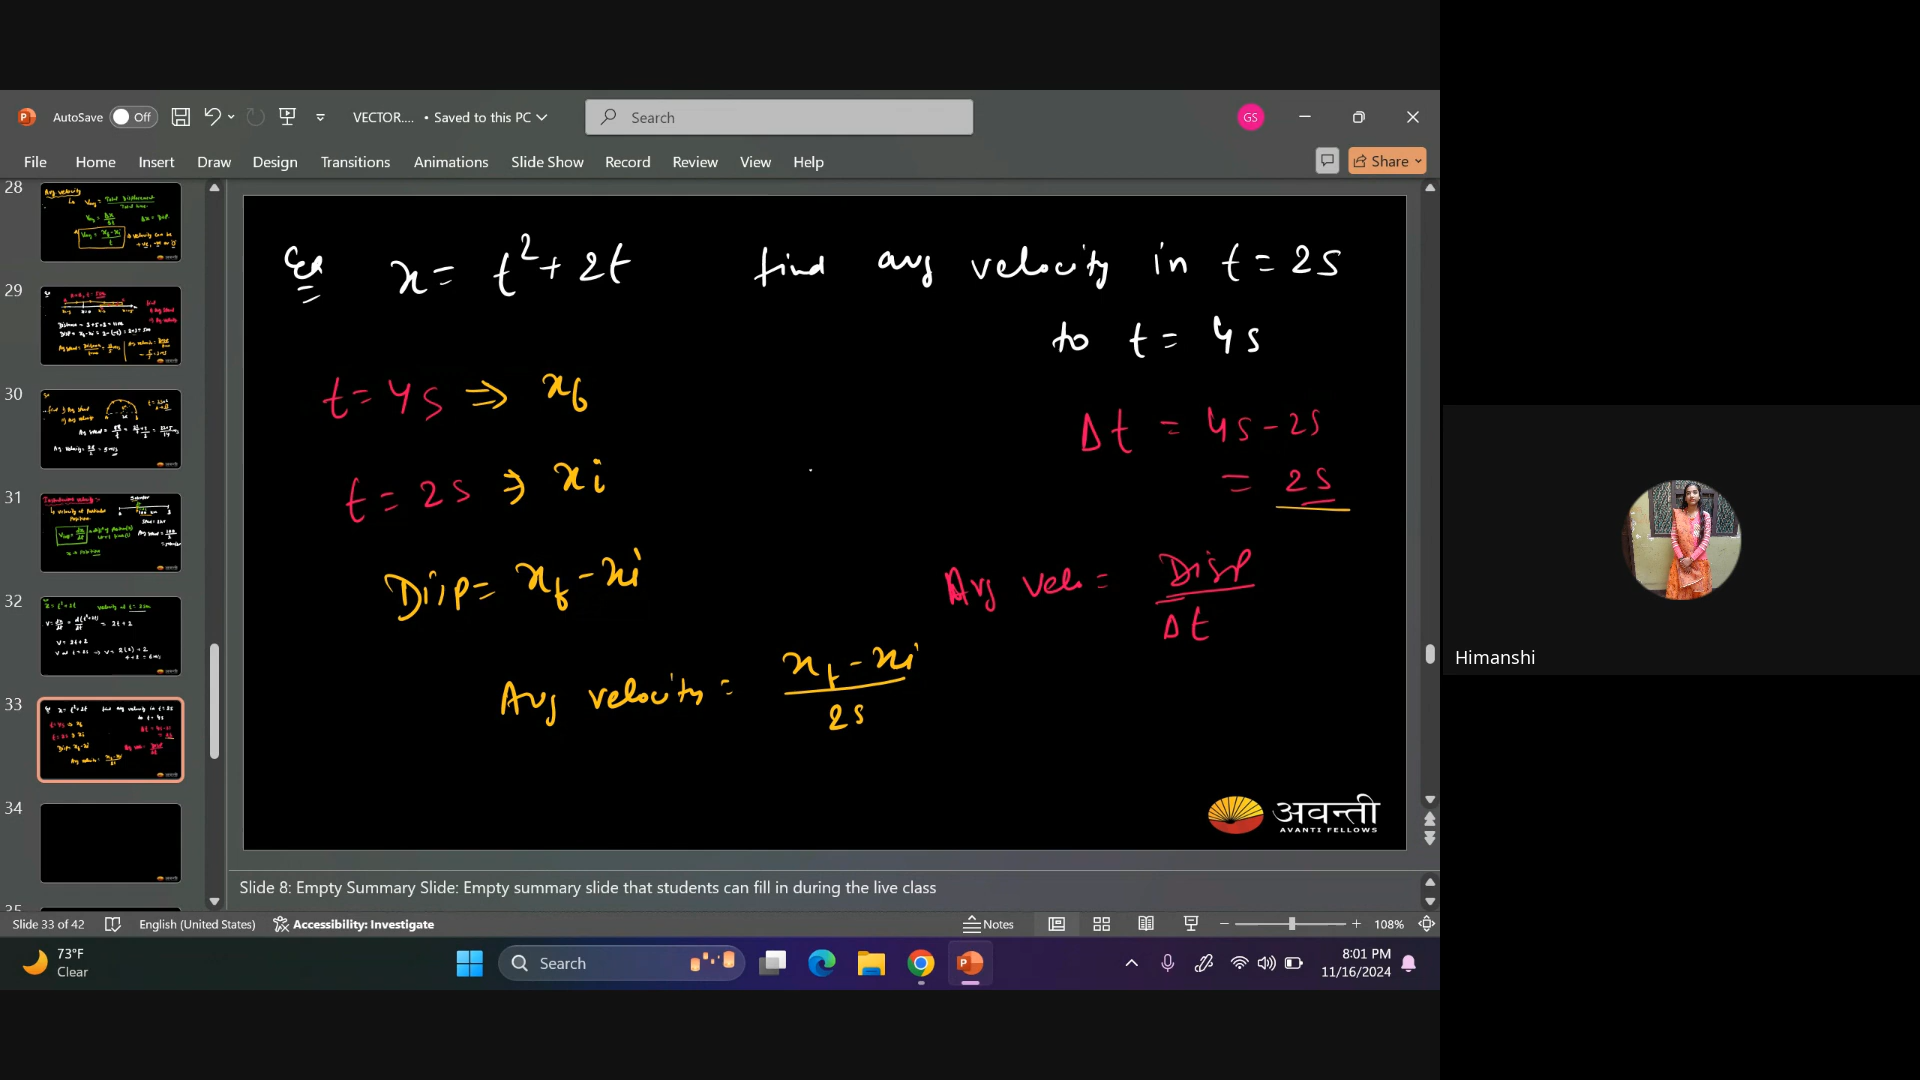 AutoSave Off VECTOR.... • Saved to this PC Search GS
File Home Insert Draw Design Transitions Animations Slide Show Record Review View Help Share
28
29
30
31
32
33
34
Ex x = t² + 2t find avg velocity in t = 2s
to t = 4s
t = 4s ⇒ xf
t = 2s ⇒ xi
Δt = 4s - 2s
= 2s
Disp = xf - xi
Avg velo = Disp / Δt
Avg velocity = xf - xi / 2s
अवन्ती
AVANTI FELLOWS
Himanshi
Slide 8: Empty Summary Slide: Empty summary slide that students can fill in during the live class
Slide 33 of 42 English (United States) Accessibility: Investigate Notes 108%
73°F
Clear
Search
8:01 PM
11/16/2024